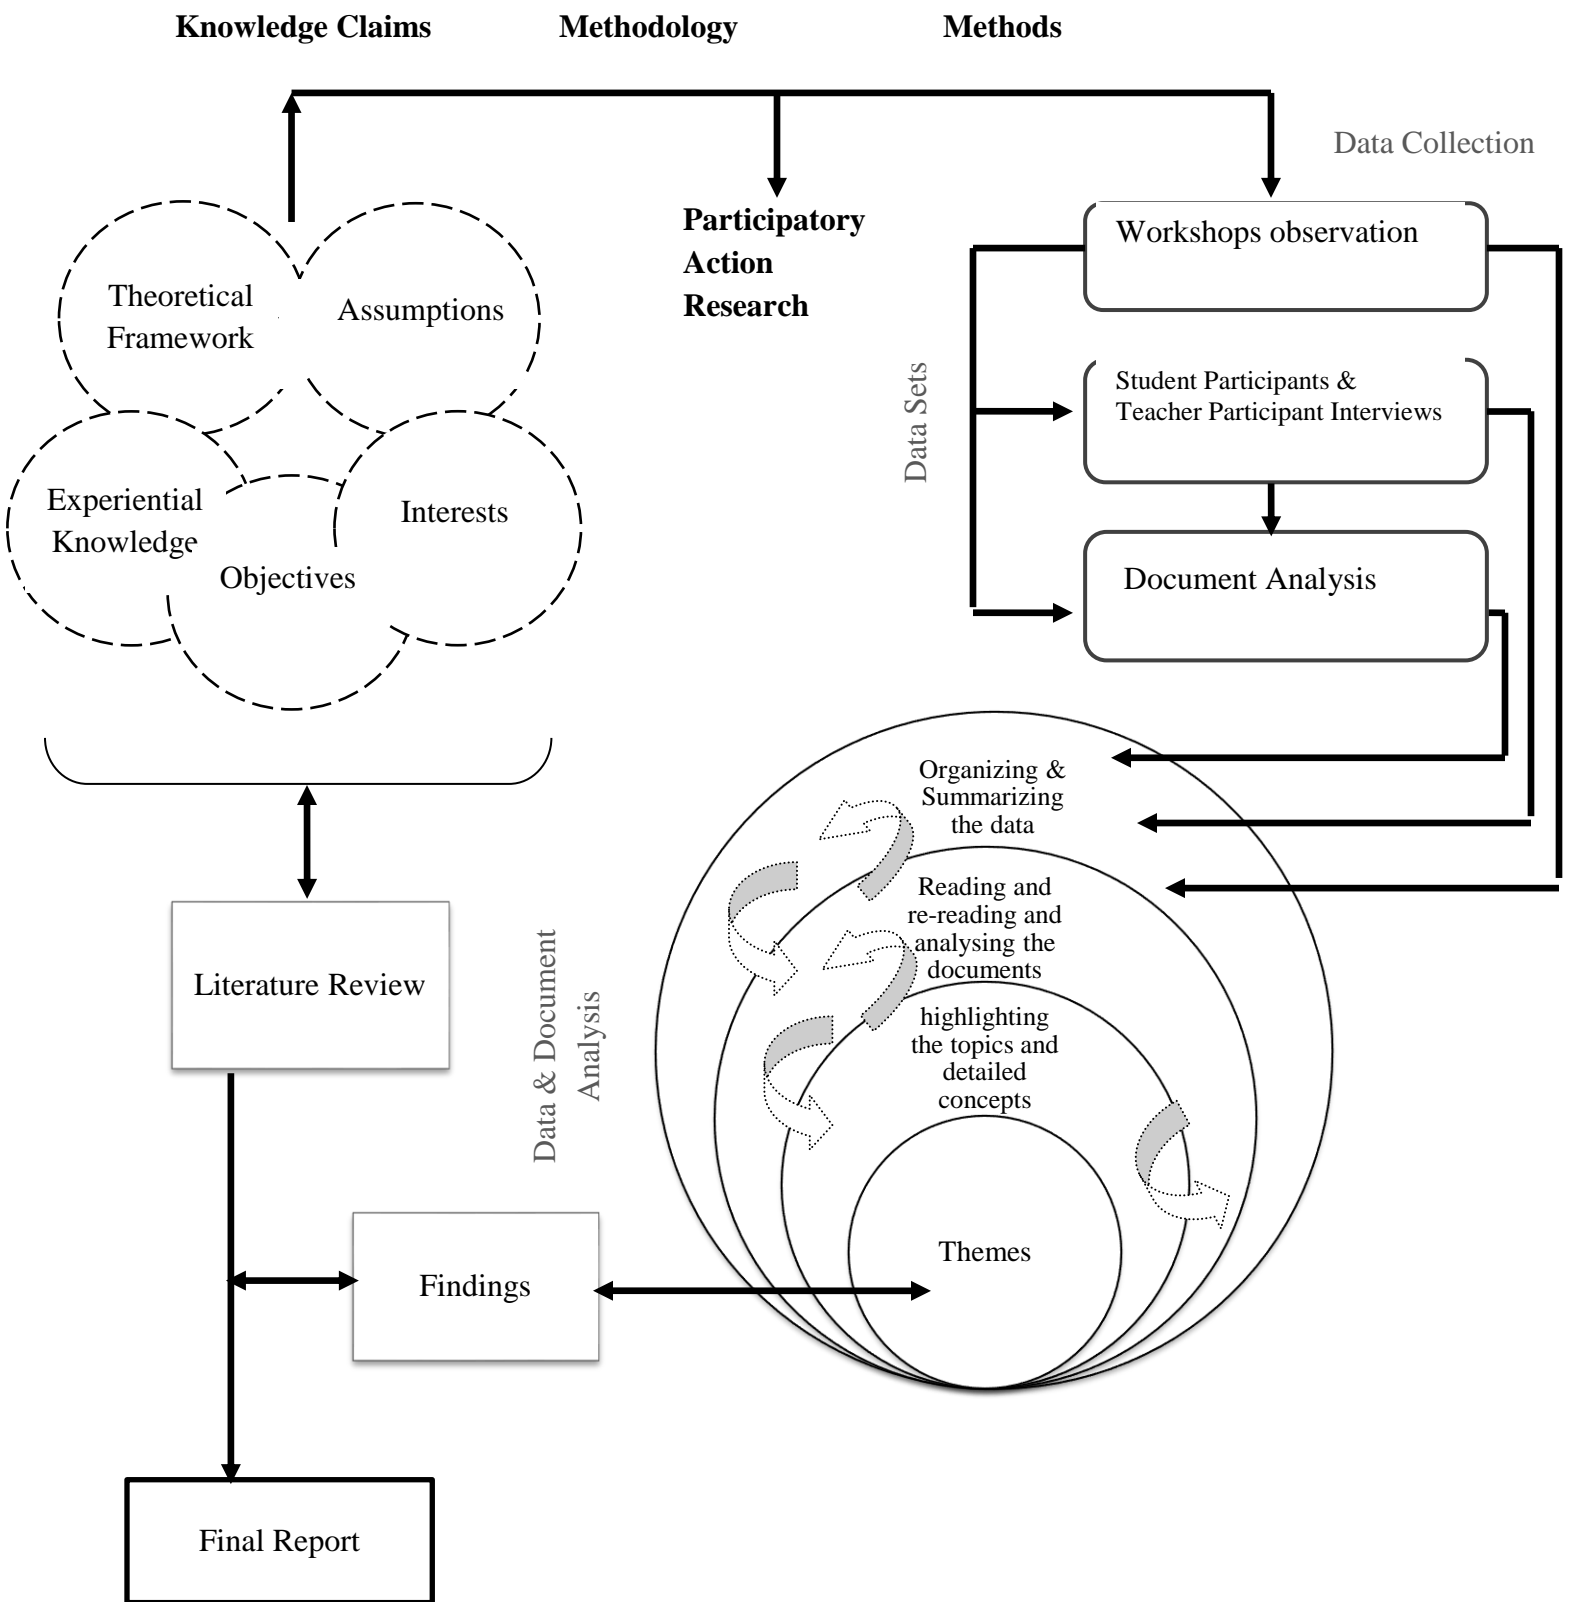 Knowledge Claims
Methodology
Methods
Data Collection
Theoretical
Framework
Assumptions
Experiential
Knowledge
Interests
Objectives
Participatory
Action
Research
Data Sets
Workshops observation
Student Participants &
Teacher Participant Interviews
Document Analysis
Literature Review
Data & Document
Analysis
Organizing &
Summarizing
the data
Reading and
re-reading and
analysing the
documents
highlighting
the topics and
detailed
concepts
Themes
Findings
Final Report